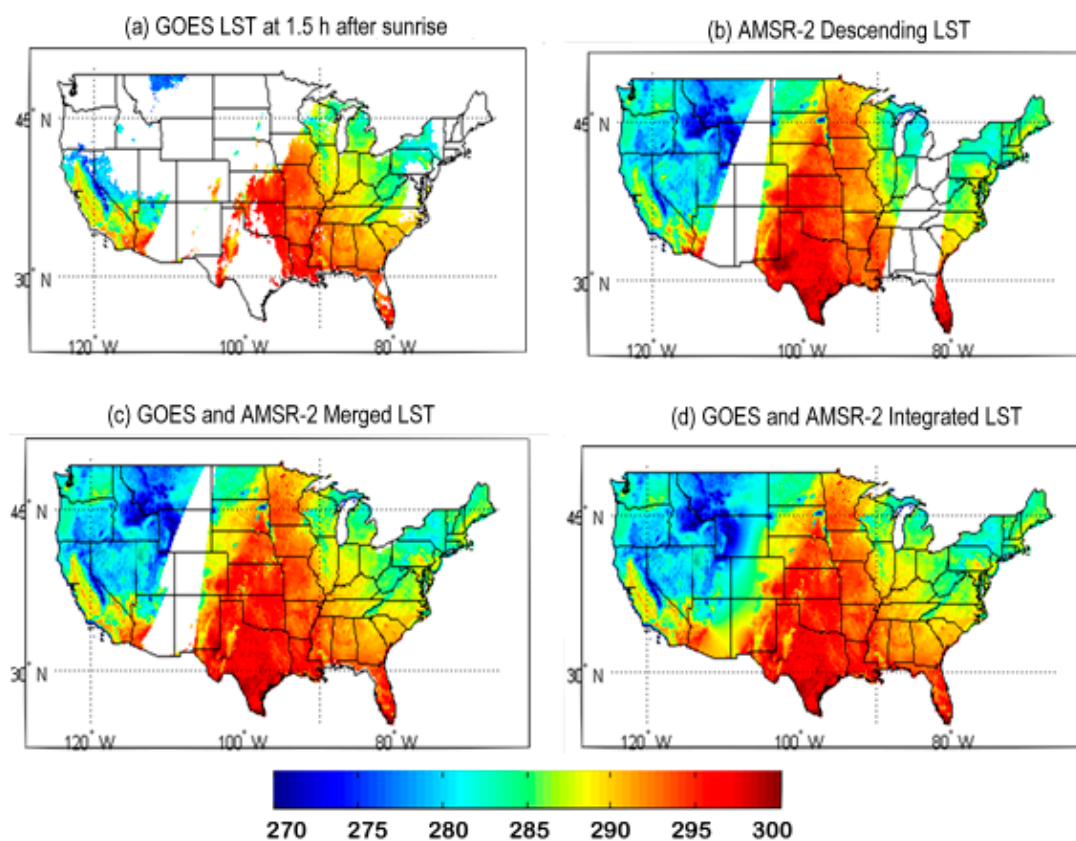 (a) GOES LST at 1.5 h after sunrise
(b) AMSR-2 Descending LST
45° N
30° N
120° W 100° W 80° W
45° N
30° N
120° W 100° W 80° W
(c) GOES and AMSR-2 Merged LST
(d) GOES and AMSR-2 Integrated LST
45° N
30° N
120° W 100° W 80° W
45° N
30° N
120° W 100° W 80° W
270 275 280 285 290 295 300